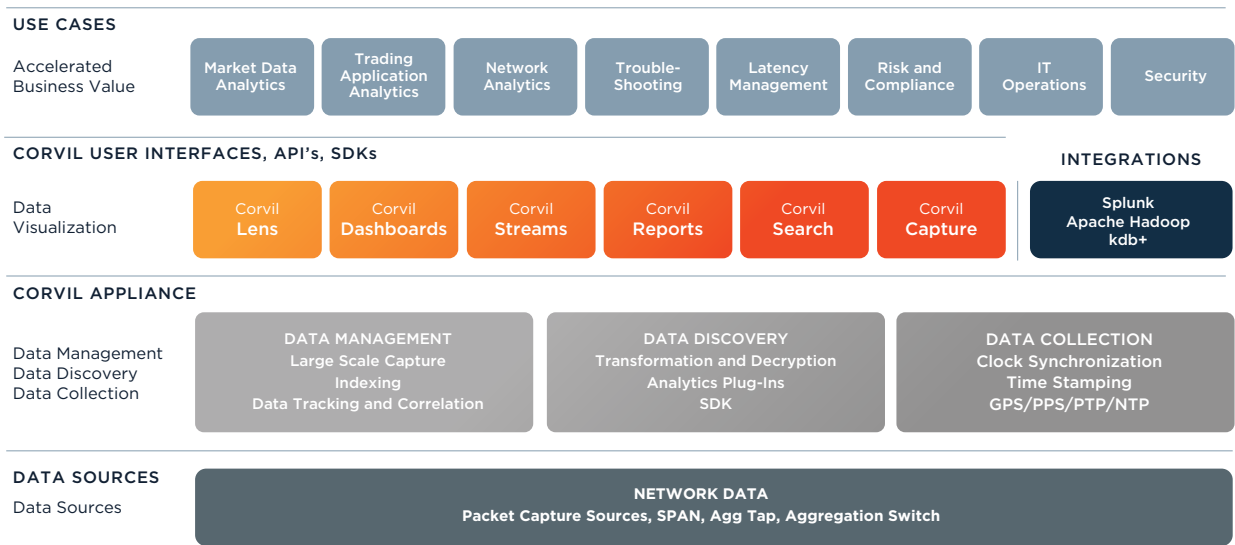 USE CASES
Accelerated
Business Value
Market Data
Analytics
Trading
Application
Analytics
Network
Analytics
Trouble-
Shooting
Latency
Management
Risk and
Compliance
IT
Operations
Security
CORVIL USER INTERFACES, API's, SDKs
INTEGRATIONS
Data
Visualization
Corvil
Lens
Corvil
Dashboards
Corvil
Streams
Corvil
Reports
Corvil
Search
Corvil
Capture
Splunk
Apache Hadoop
kdb+
CORVIL APPLIANCE
Data Management
Data Discovery
Data Collection
DATA MANAGEMENT
Large Scale Capture
Indexing
Data Tracking and Correlation
DATA DISCOVERY
Transformation and Decryption
Analytics Plug-Ins
SDK
DATA COLLECTION
Clock Synchronization
Time Stamping
GPS/PPS/PTP/NTP
DATA SOURCES
Data Sources
NETWORK DATA
Packet Capture Sources, SPAN, Agg Tap, Aggregation Switch